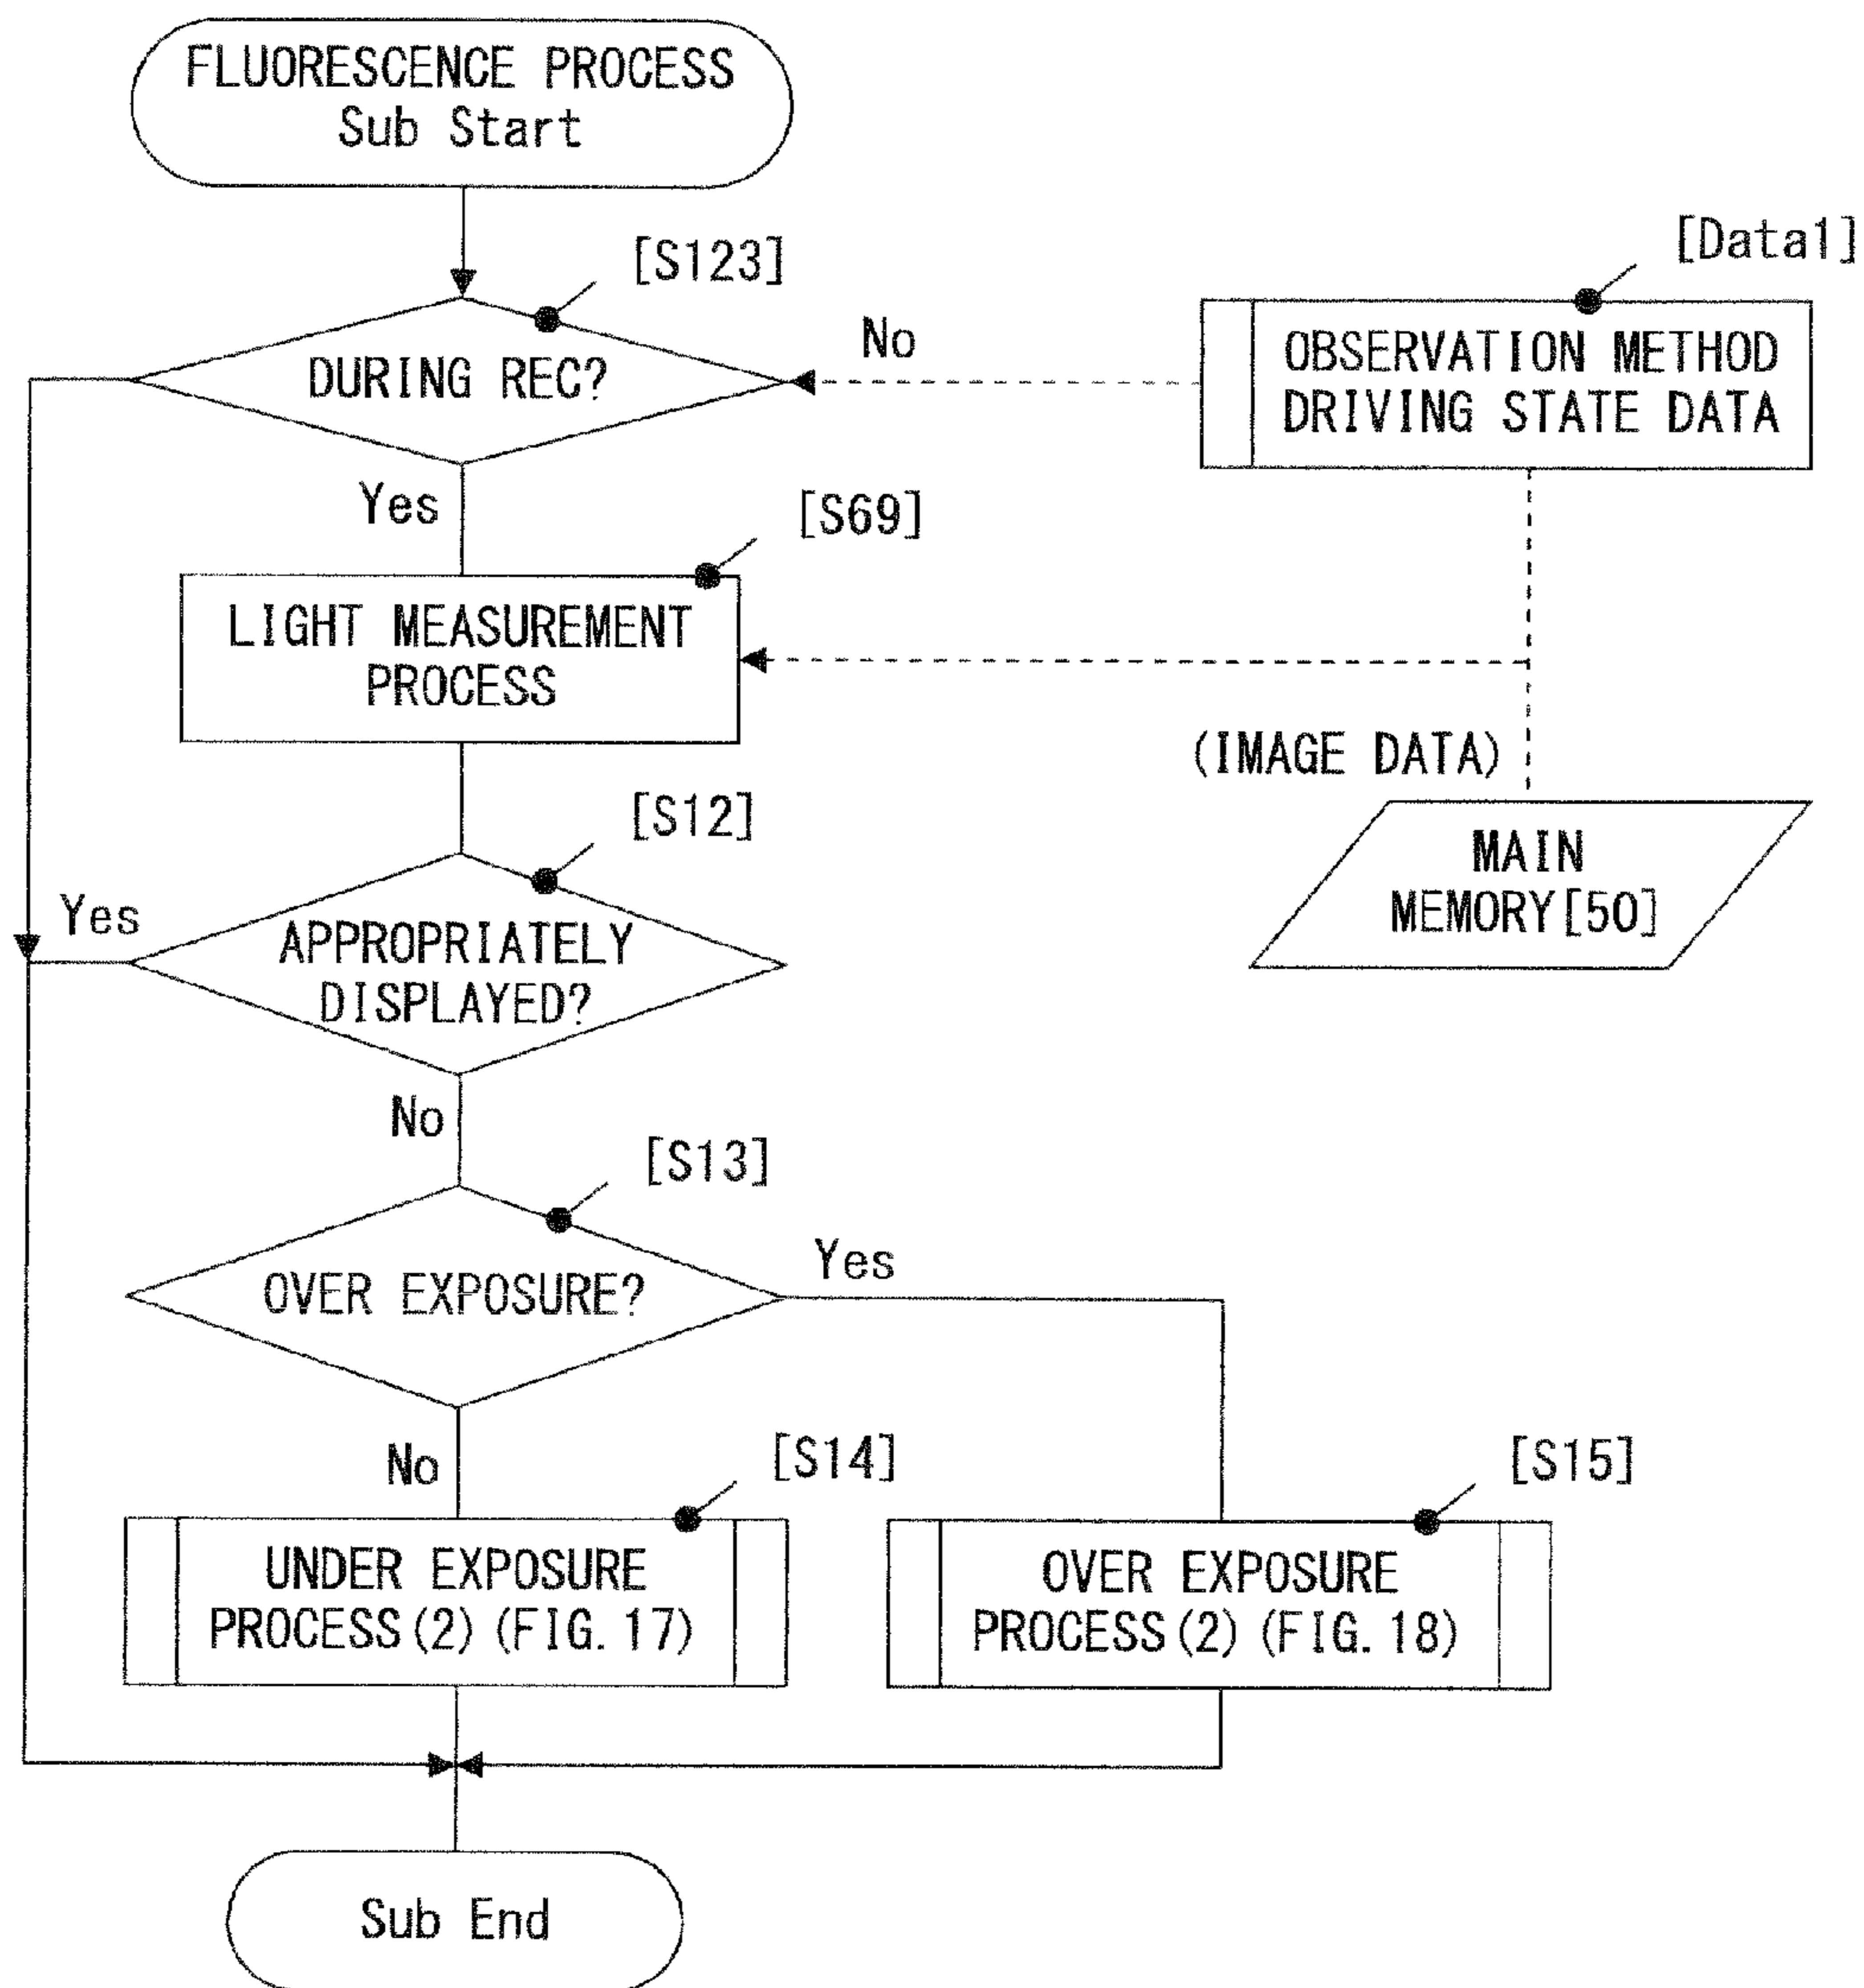 FLUORESCENCE PROCESS
Sub Start
[S123]
[Data1]
DURING REC?
No
OBSERVATION METHOD
DRIVING STATE DATA
Yes
[S69]
LIGHT MEASUREMENT
PROCESS
(IMAGE DATA)
[S12]
MAIN
MEMORY[50]
Yes
APPROPRIATELY
DISPLAYED?
No
[S13]
OVER EXPOSURE?
Yes
No
[S14]
[S15]
UNDER EXPOSURE
PROCESS(2)(FIG.17)
OVER EXPOSURE
PROCESS(2)(FIG.18)
Sub End